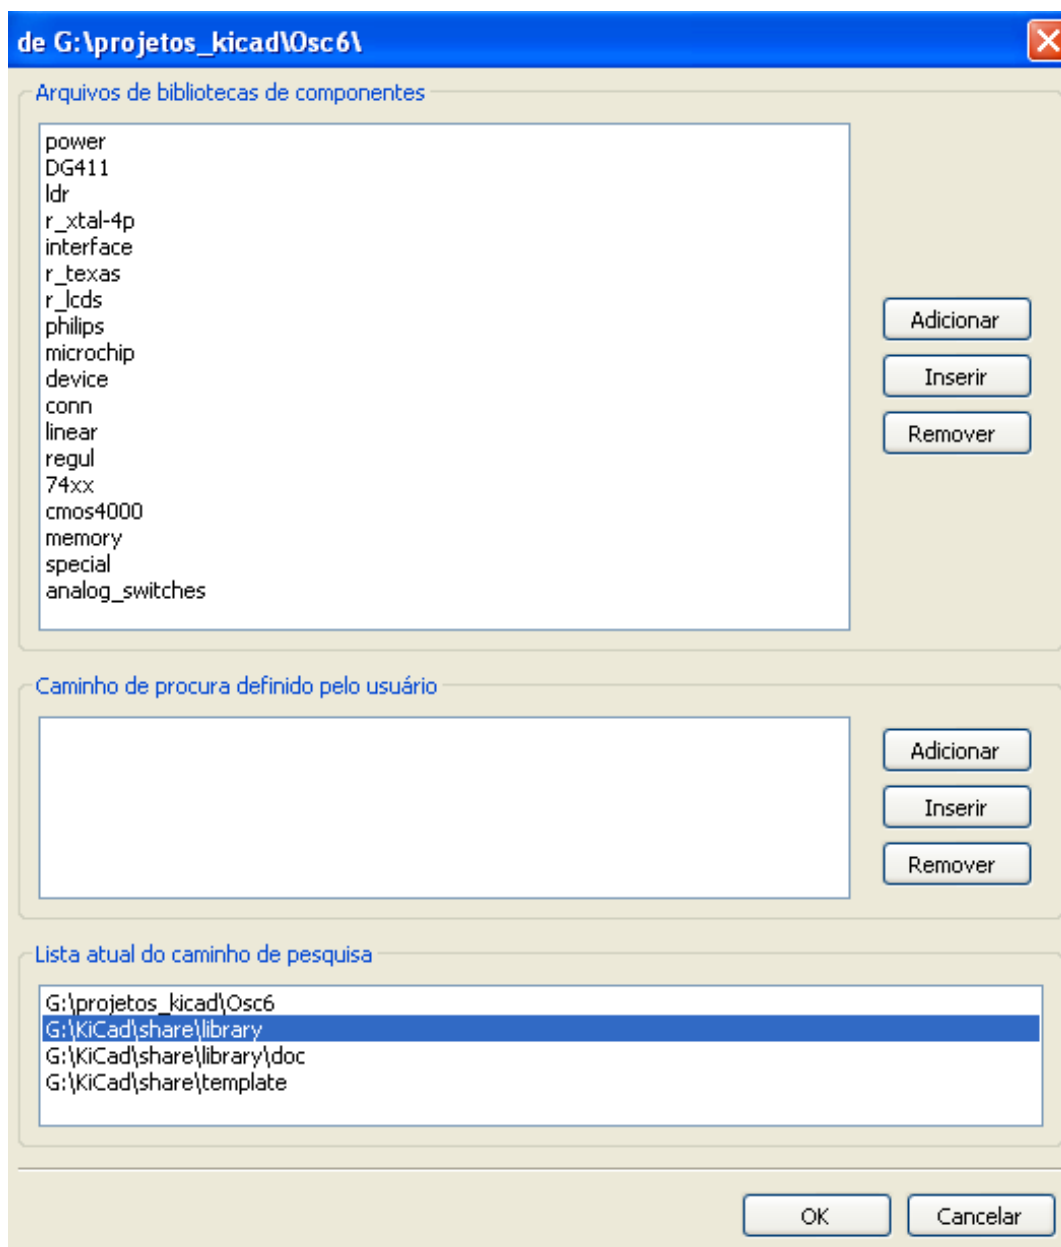 de G:\projetos_kicad\Osc6\
Arquivos de bibliotecas de componentes
power
DG411
ldr
r_xtal-4p
interface
r_texas
r_lcds
philips
microchip
device
conn
linear
regul
74xx
cmos4000
memory
special
analog_switches
Adicionar
Inserir
Remover
Caminho de procura definido pelo usuário
Adicionar
Inserir
Remover
Lista atual do caminho de pesquisa
G:\projetos_kicad\Osc6
G:\KiCad\share\library
G:\KiCad\share\library\doc
G:\KiCad\share\template
OK
Cancelar